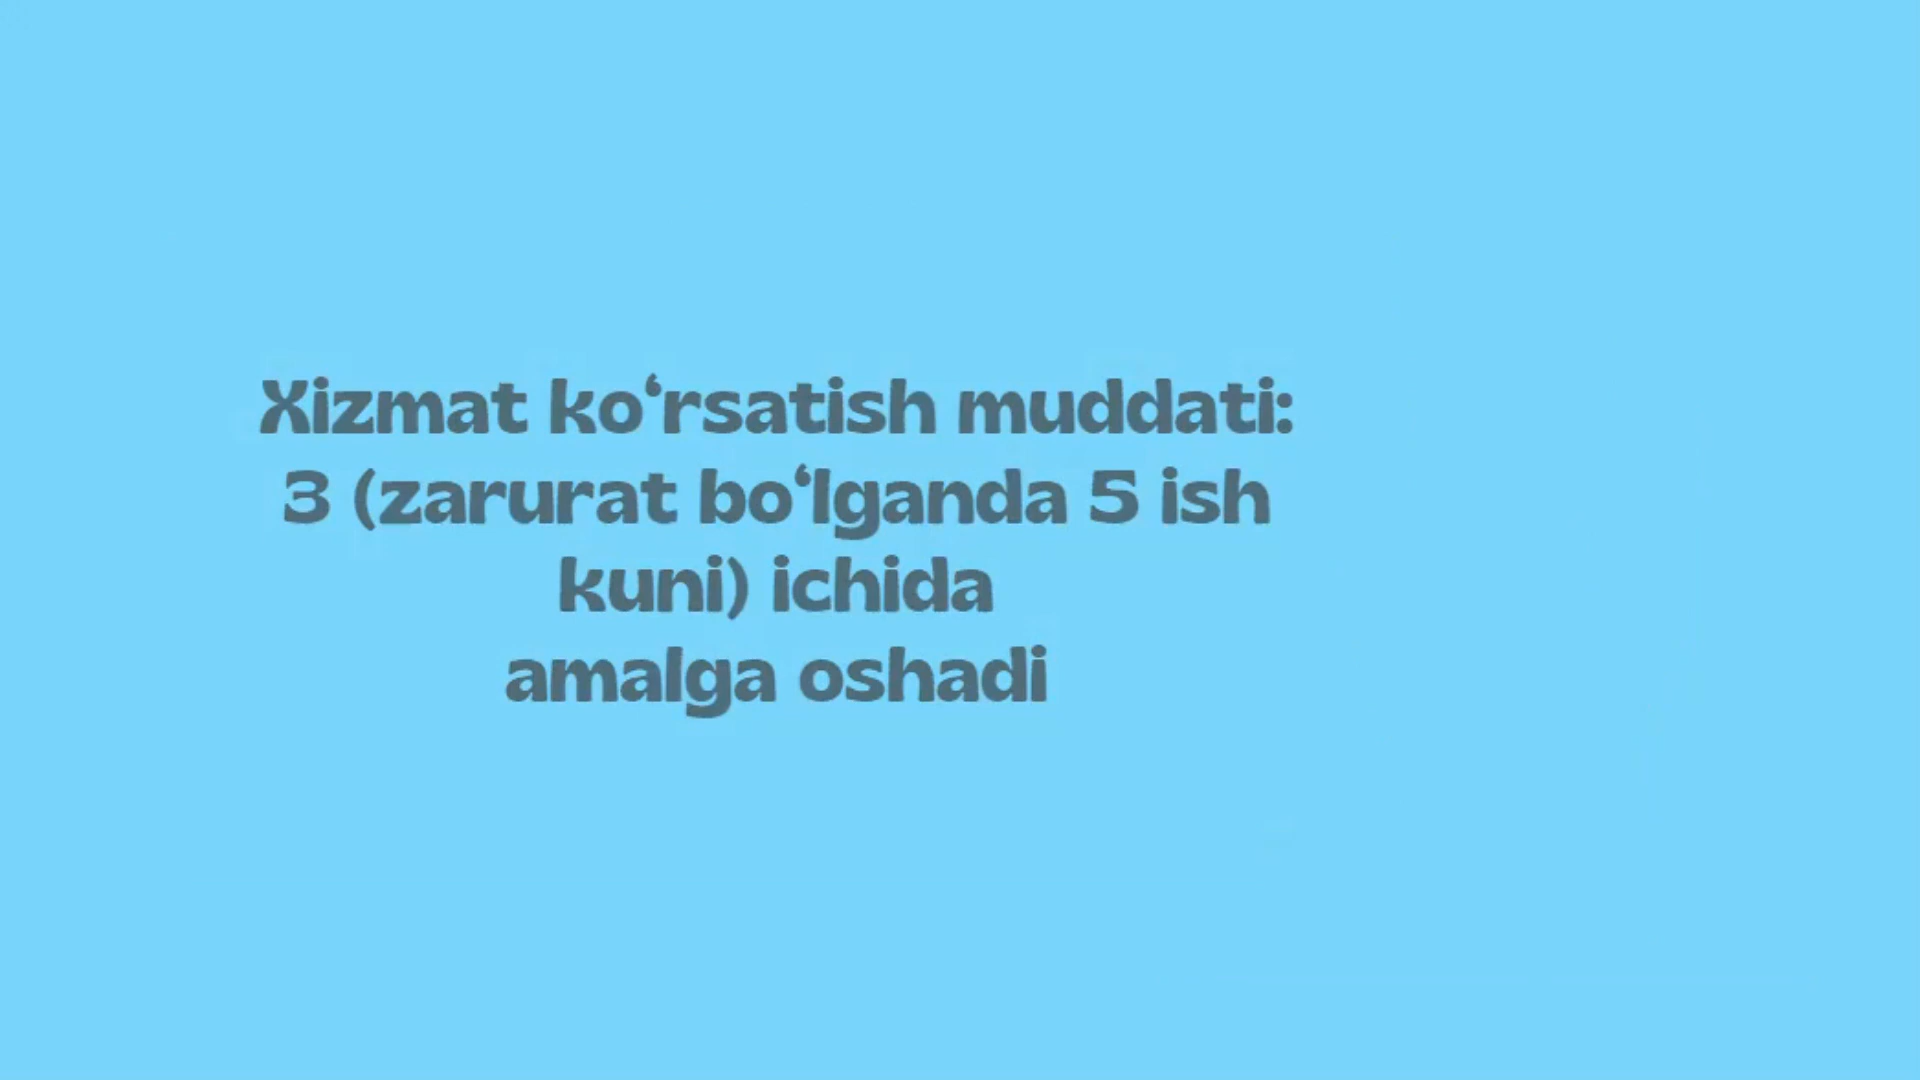 Xizmat ko‘rsatish muddati:
3 (zarurat bo‘lganda 5 ish
kuni) ichida
amalga oshadi